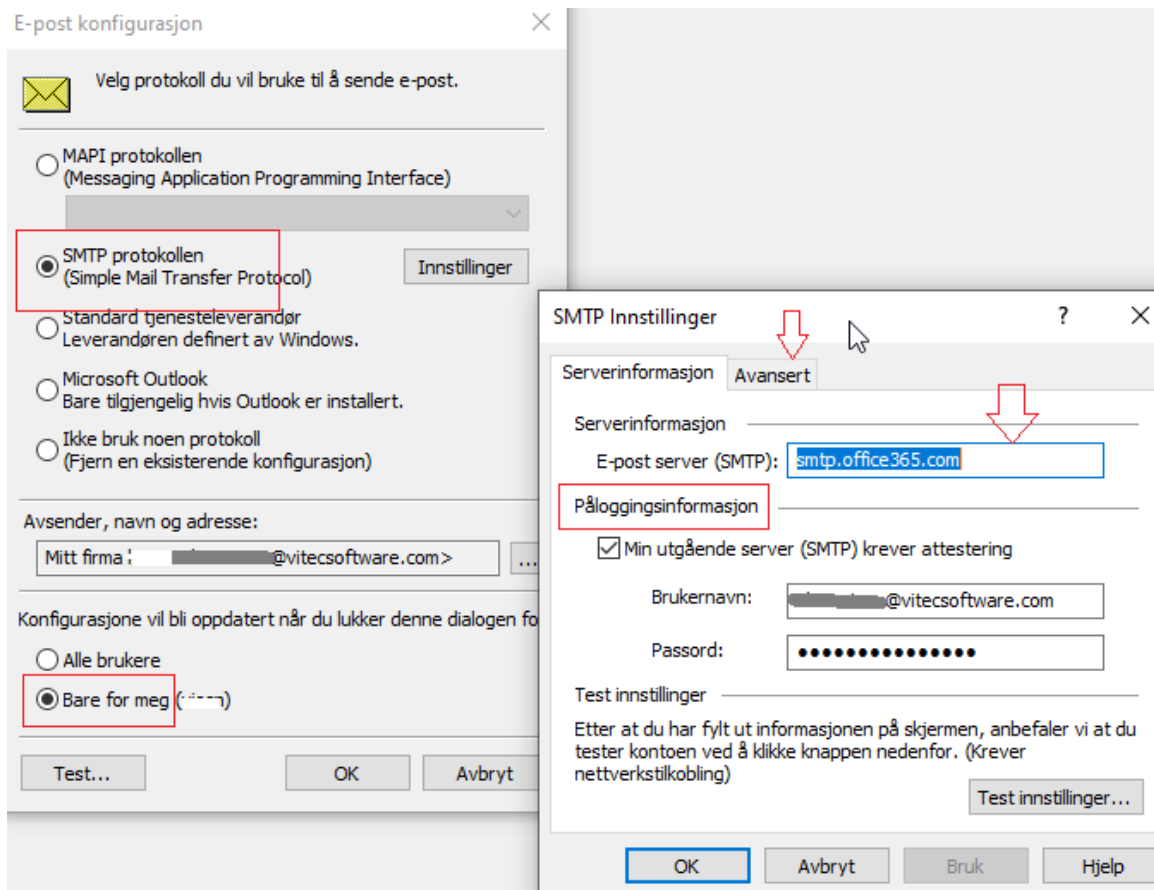 E-post konfigurasjon
Velg protokoll du vil bruke til å sende e-post.
MAPI protokollen
(Messaging Application Programming Interface)
SMTP protokollen
(Simple Mail Transfer Protocol)
Innstillinger
Standard tjenesteleverandør
Leverandøren definert av Windows.
Microsoft Outlook
Bare tilgjengelig hvis Outlook er installert.
Ikke bruk noen protokoll
(Fjern en eksisterende konfigurasjon)
Avsender, navn og adresse:
Mitt firma @vitecsoftware.com>
...
Konfigurasjone vil bli oppdatert når du lukker denne dialogen fo
Alle brukere
Bare for meg
Test...
OK
Avbryt
SMTP Innstillinger
?
Serverinformasjon
Avansert
Serverinformasjon
E-post server (SMTP):
smtp.office365.com
Påloggingsinformasjon
Min utgående server (SMTP) krever attestering
Brukernavn:
@vitecsoftware.com
Passord:
Test innstillinger
Etter at du har fylt ut informasjonen på skjermen, anbefaler vi at du
tester kontoen ved å klikke knappen nedenfor. (Krever
nettverkstilkobling)
Test innstillinger...
OK
Avbryt
Bruk
Hjelp